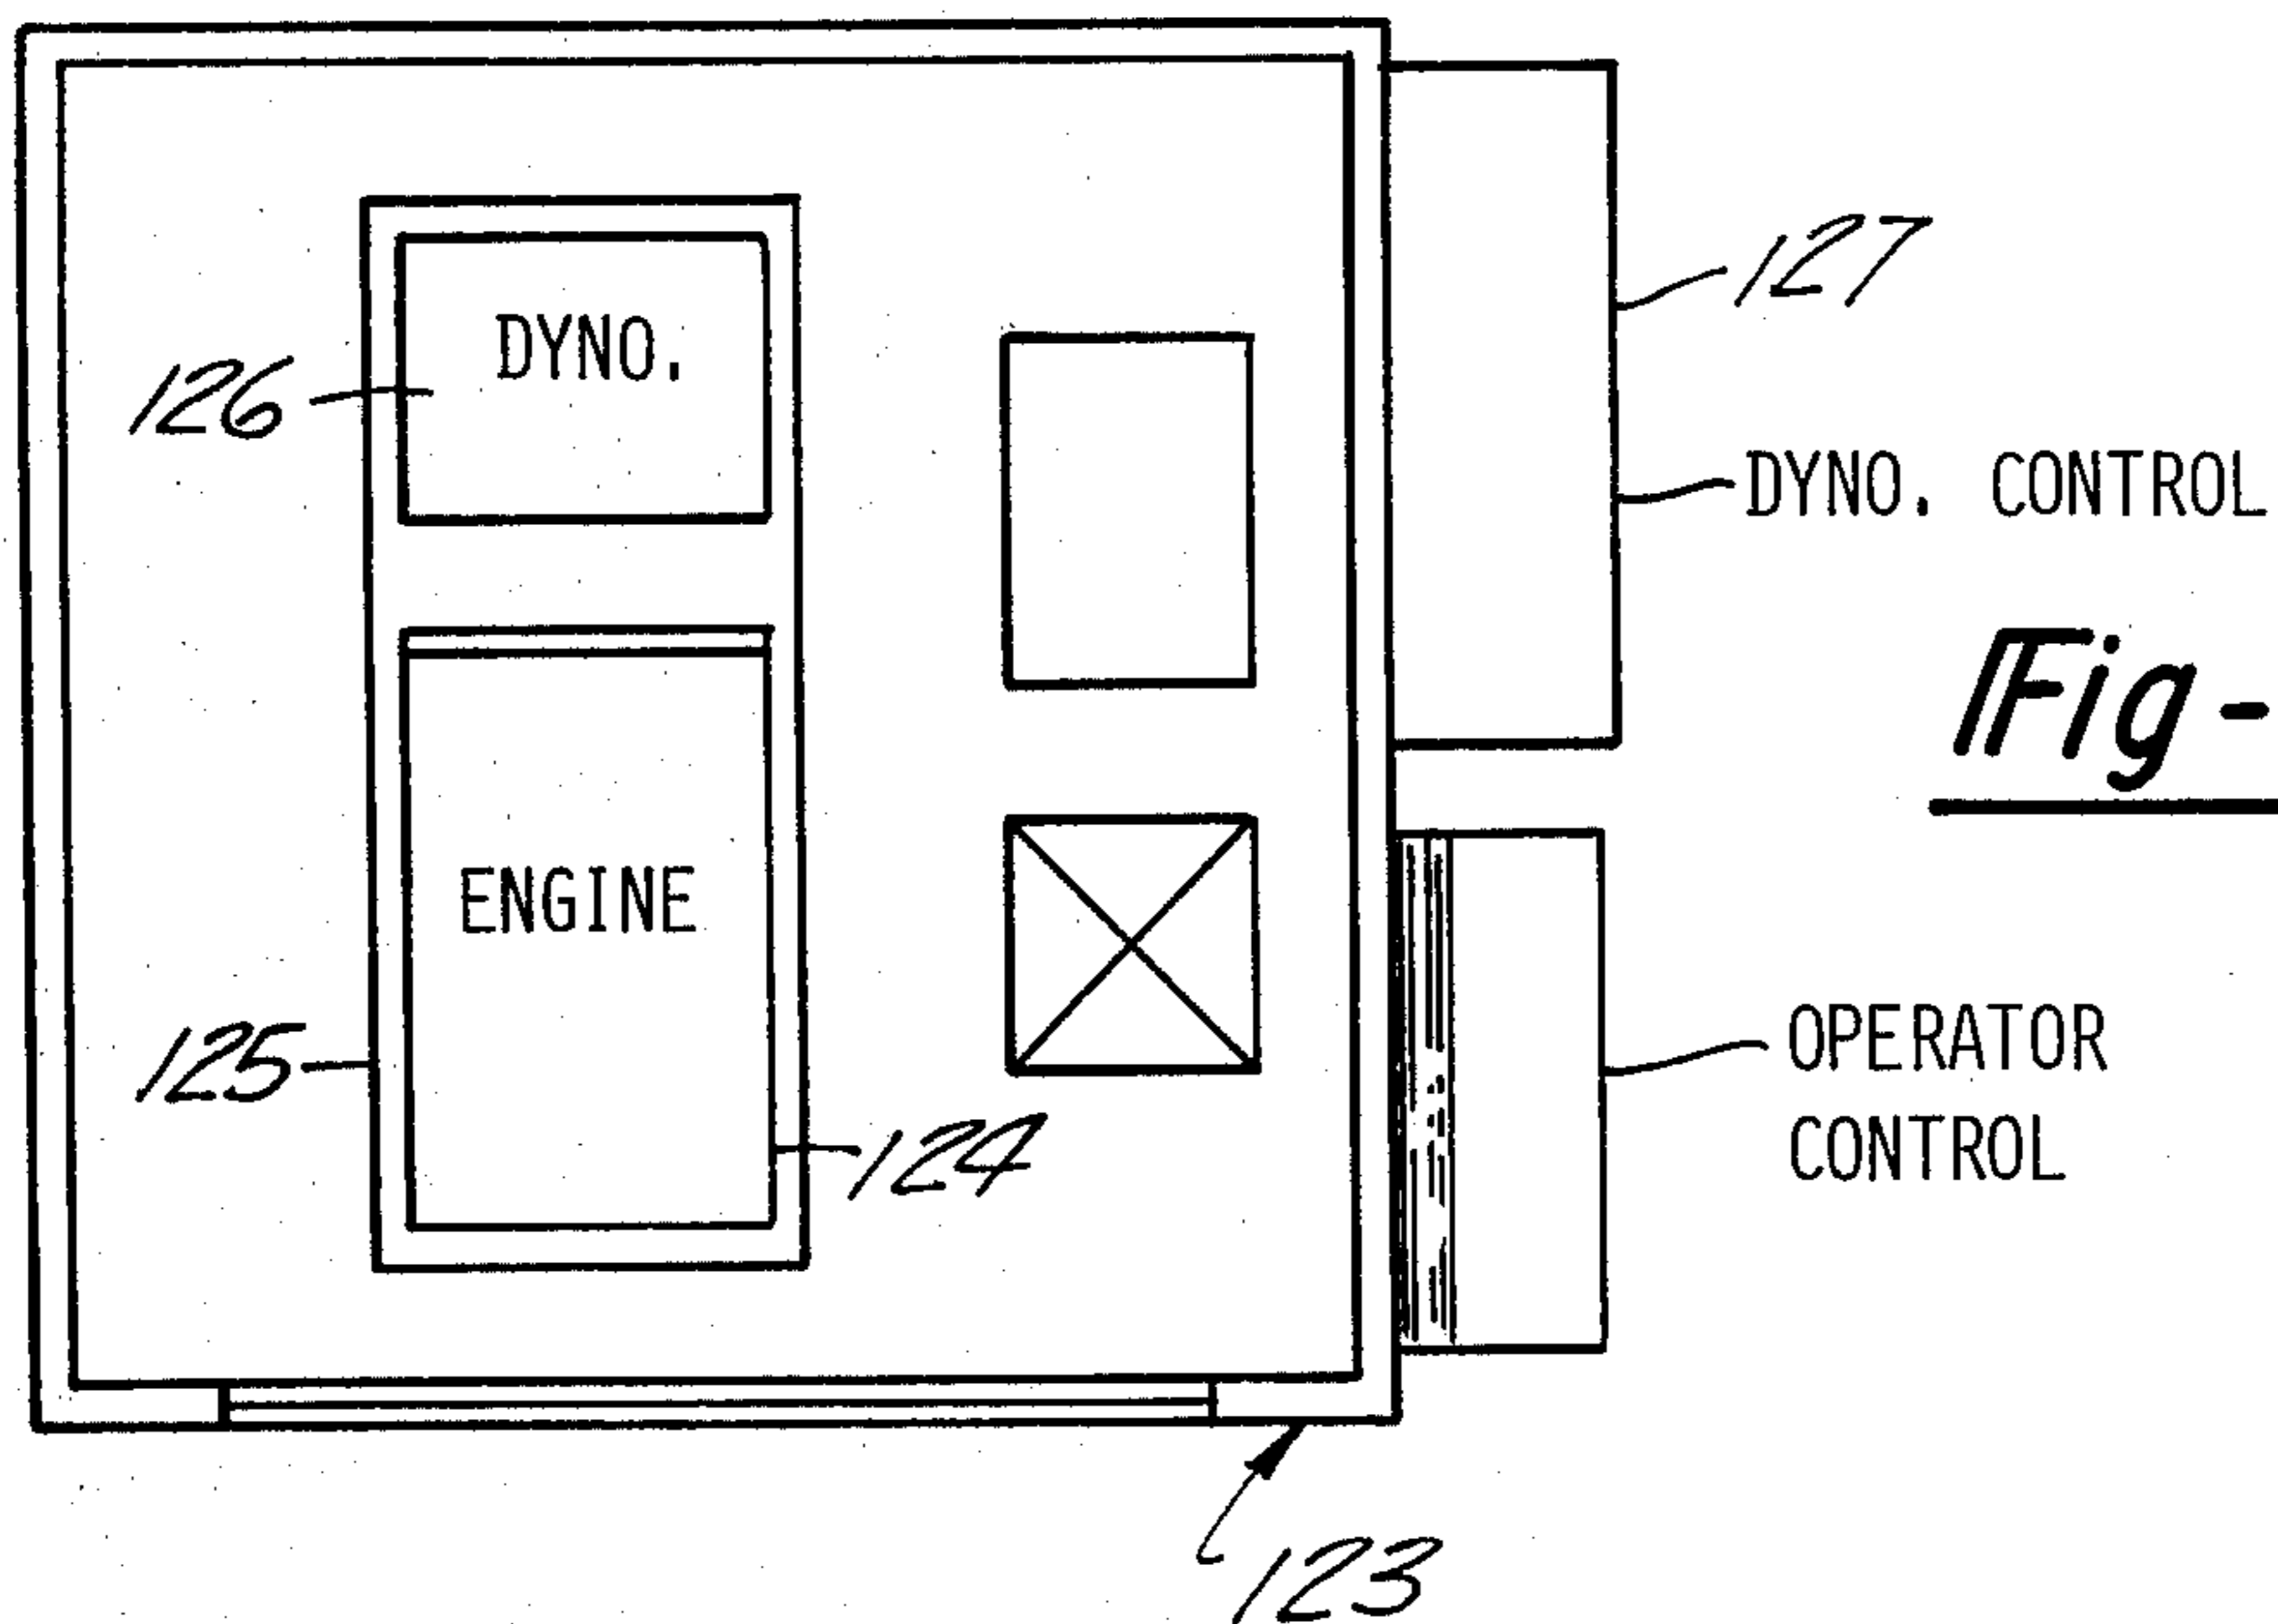 DYNO.
126
127
DYNO. CONTROL
Fig-
ENGINE
125
124
OPERATOR
CONTROL
123